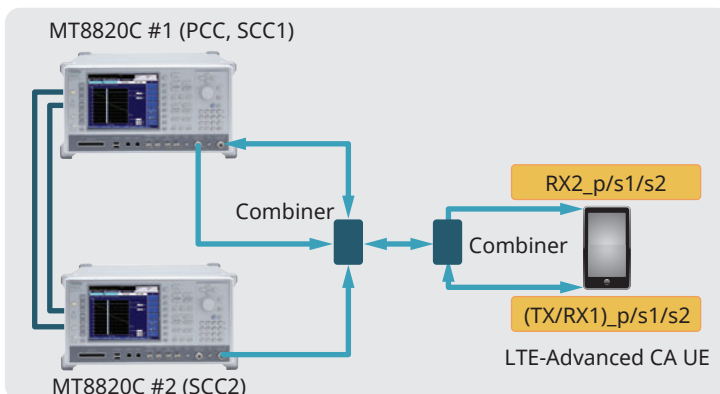 MT8820C #1 (PCC, SCC1)
RX2_p/s1/s2
Combiner
Combiner
(TX/RX1)_p/s1/s2
LTE-Advanced CA UE
MT8820C #2 (SCC2)